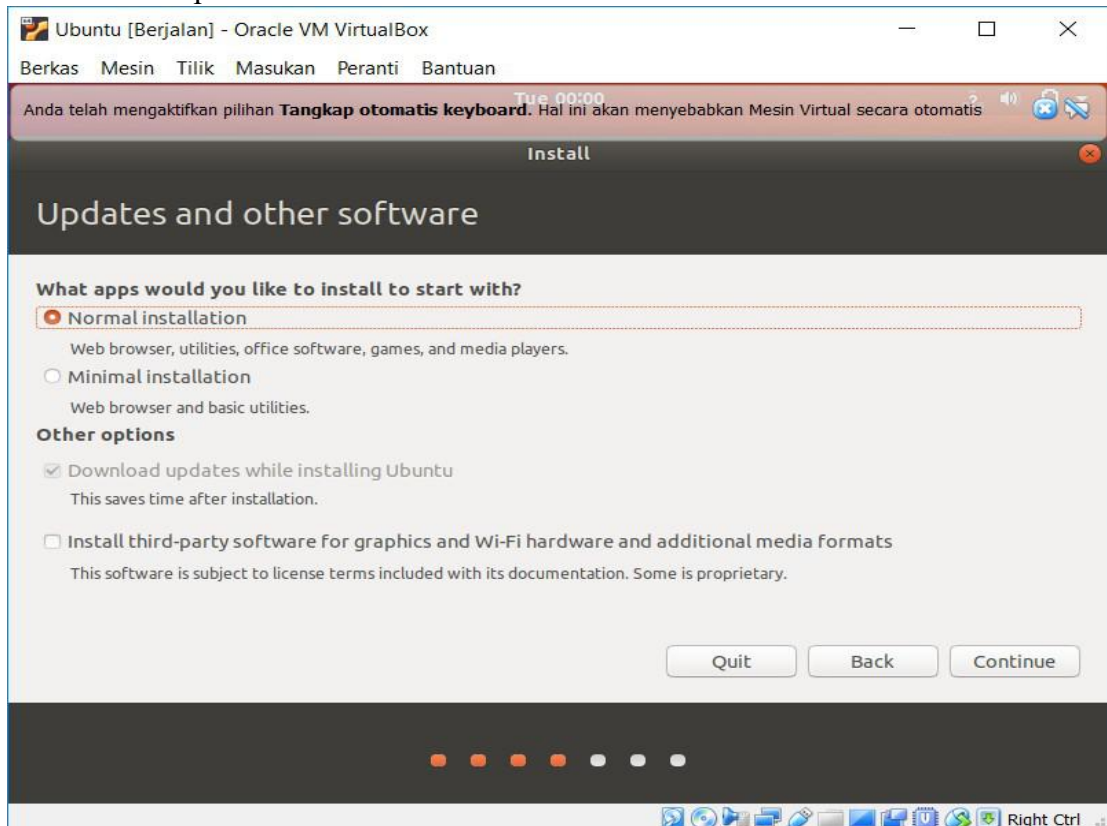 Ubuntu [Berjalan] - Oracle VM VirtualBox
Berkas Mesin Tilik Masukan Peranti Bantuan
Tue 00:00
Anda telah mengaktifkan pilihan Tangkap otomatis keyboard. Hal ini akan menyebabkan Mesin Virtual secara otomatis
Install
Updates and other software
What apps would you like to install to start with?
Normal installation
Web browser, utilities, office software, games, and media players.
Minimal installation
Web browser and basic utilities.
Other options
Download updates while installing Ubuntu
This saves time after installation.
Install third-party software for graphics and Wi-Fi hardware and additional media formats
This software is subject to license terms included with its documentation. Some is proprietary.
Quit Back Continue
Right Ctrl